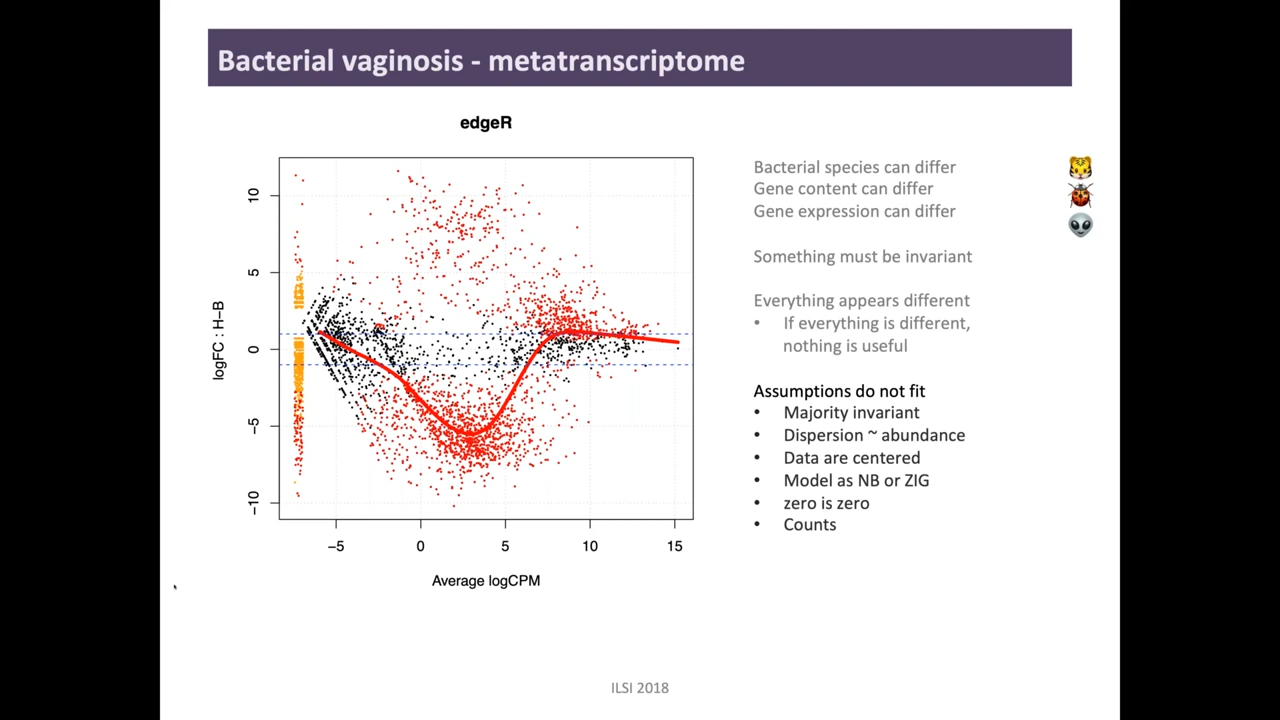 Bacterial vaginosis - metatranscriptome
edgeR
10
5
0
−5
−10
logFC : H−B
−5
0
5
10
15
Average logCPM
Bacterial species can differ
Gene content can differ
Gene expression can differ
Something must be invariant
Everything appears different
• If everything is different,
nothing is useful
Assumptions do not fit
• Majority invariant
• Dispersion ~ abundance
• Data are centered
• Model as NB or ZIG
• zero is zero
• Counts
ILSI 2018